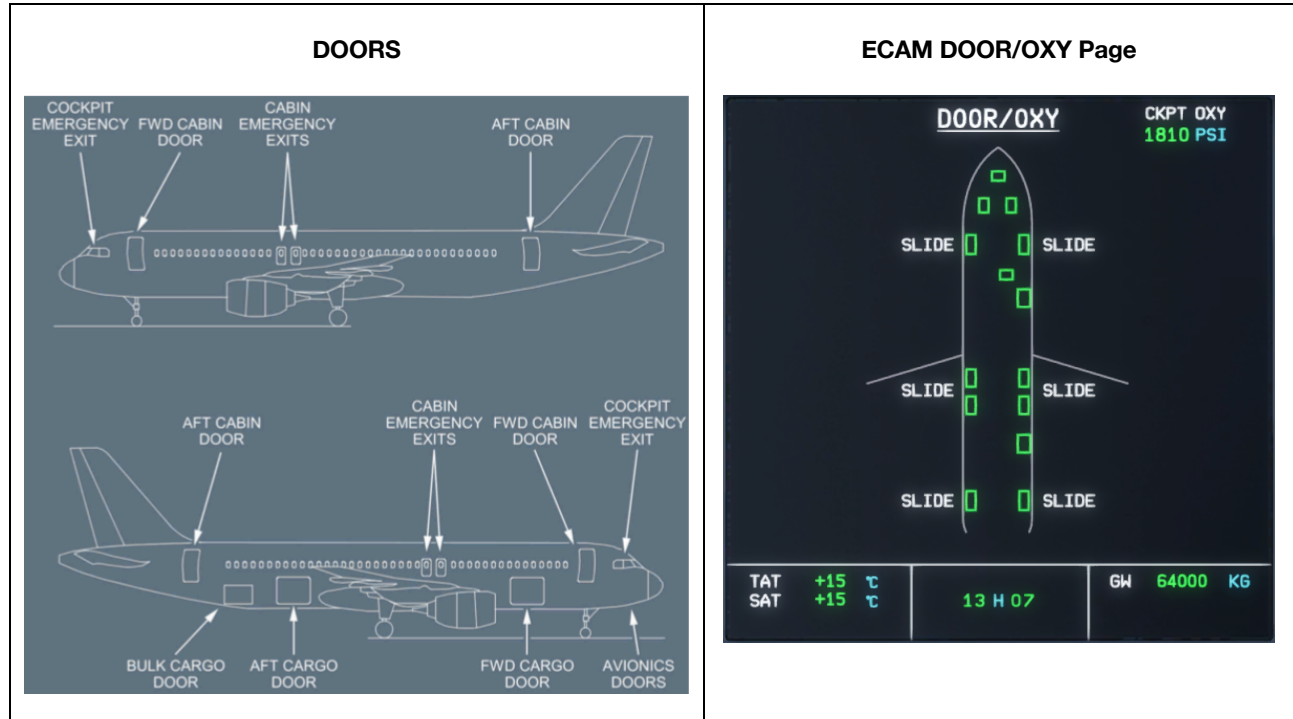 DOORS
COCKPIT
EMERGENCY
EXIT
FWD CABIN
DOOR
CABIN
EMERGENCY
EXITS
AFT CABIN
DOOR
AFT CABIN
DOOR
CABIN
EMERGENCY
EXITS
FWD CABIN
DOOR
COCKPIT
EMERGENCY
EXIT
BULK CARGO
DOOR
AFT CARGO
DOOR
FWD CARGO
DOOR
AVIONICS
DOORS
ECAM DOOR/OXY Page
DOOR/OXY
CKPT OXY
1810 PSI
SLIDE SLIDE
SLIDE SLIDE
SLIDE SLIDE
TAT +15 °C
SAT +15 °C
13 H 07
GW 64000 KG